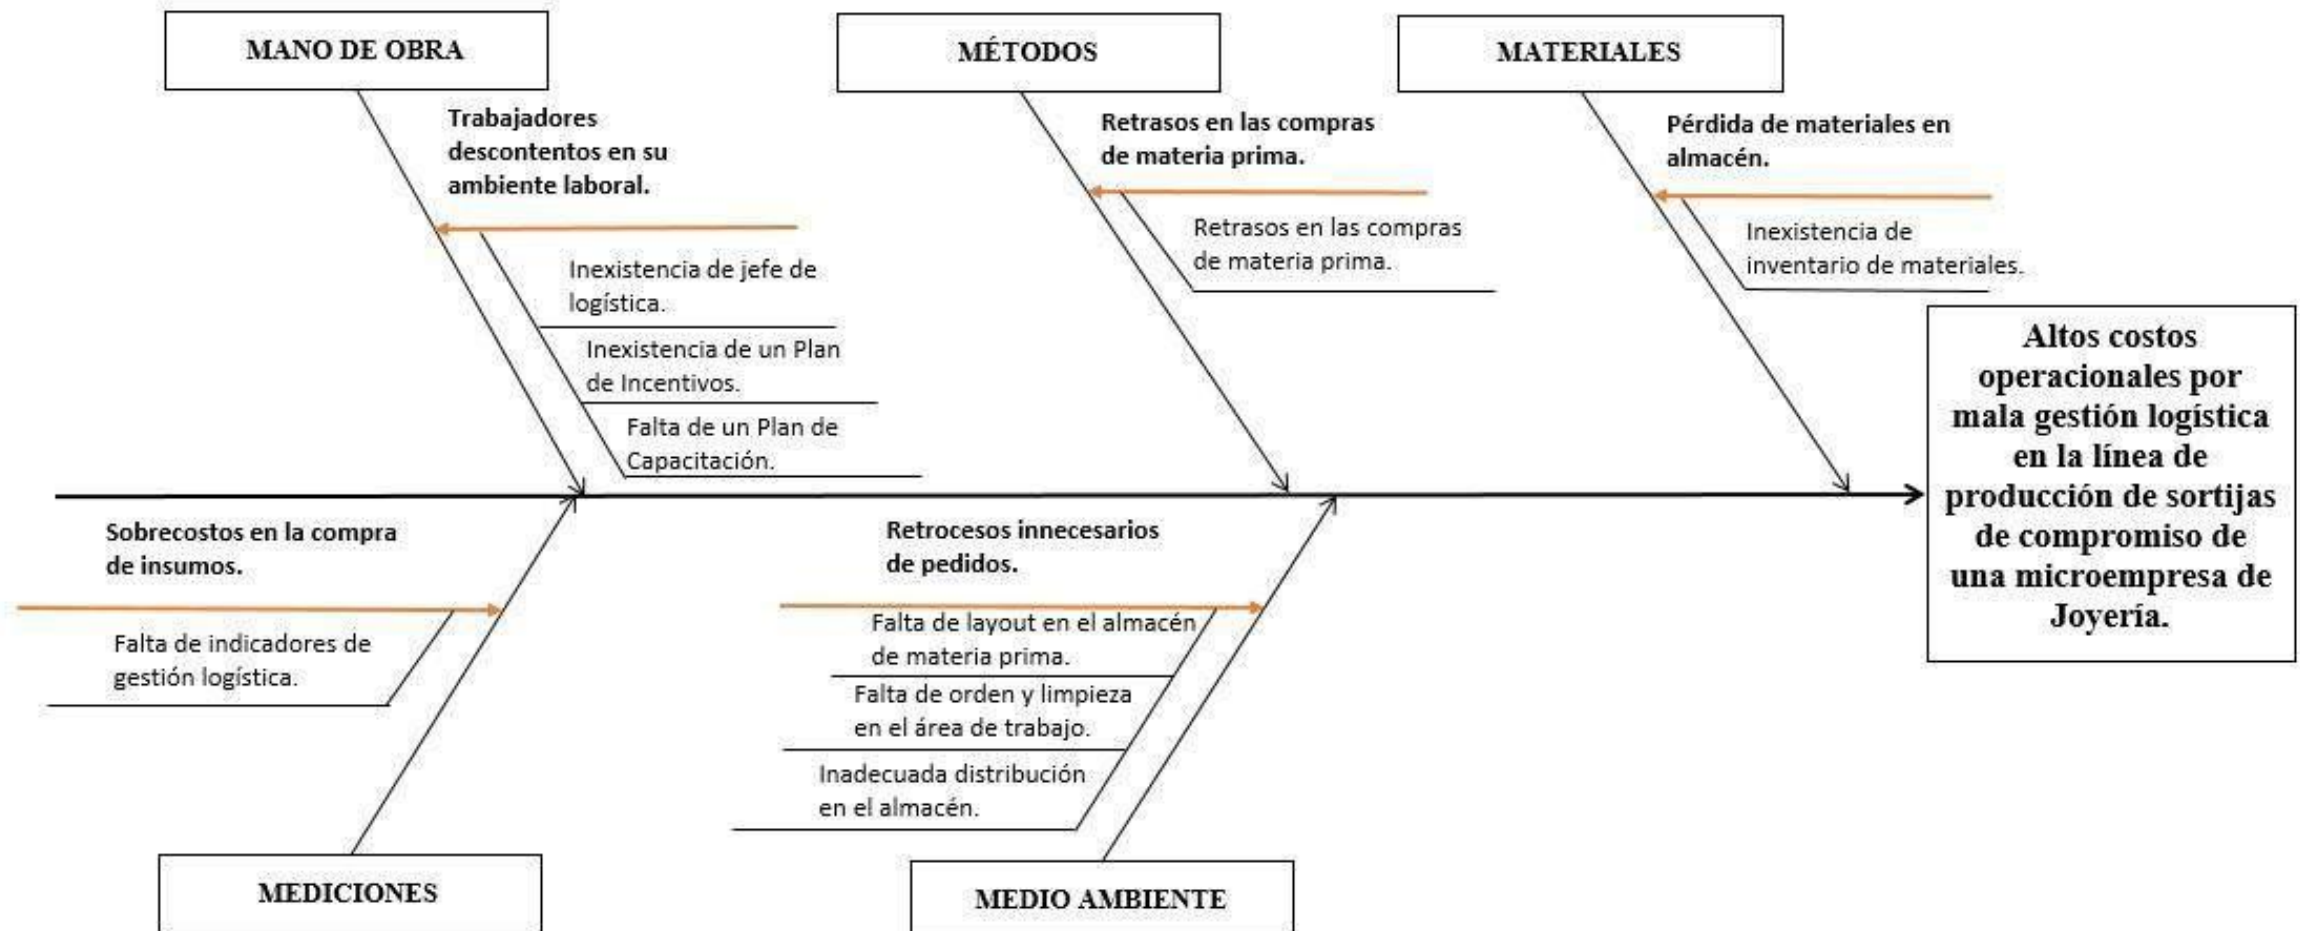 MANO DE OBRA
MÉTODOS
MATERIALES
Trabajadores
descontentos en su
ambiente laboral.
Inexistencia de jefe de
logística.
Inexistencia de un Plan
de Incentivos.
Falta de un Plan de
Capacitación.
Retrasos en las compras
de materia prima.
Retrasos en las compras
de materia prima.
Pérdida de materiales en
almacén.
Inexistencia de
inventario de materiales.
Altos costos
operacionales por
mala gestión logística
en la línea de
producción de sortijas
de compromiso de
una microempresa de
Joyería.
Sobrecostos en la compra
de insumos.
Falta de indicadores de
gestión logística.
Retrocesos innecesarios
de pedidos.
Falta de layout en el almacén
de materia prima.
Falta de orden y limpieza
en el área de trabajo.
Inadecuada distribución
en el almacén.
MEDICIONES
MEDIO AMBIENTE